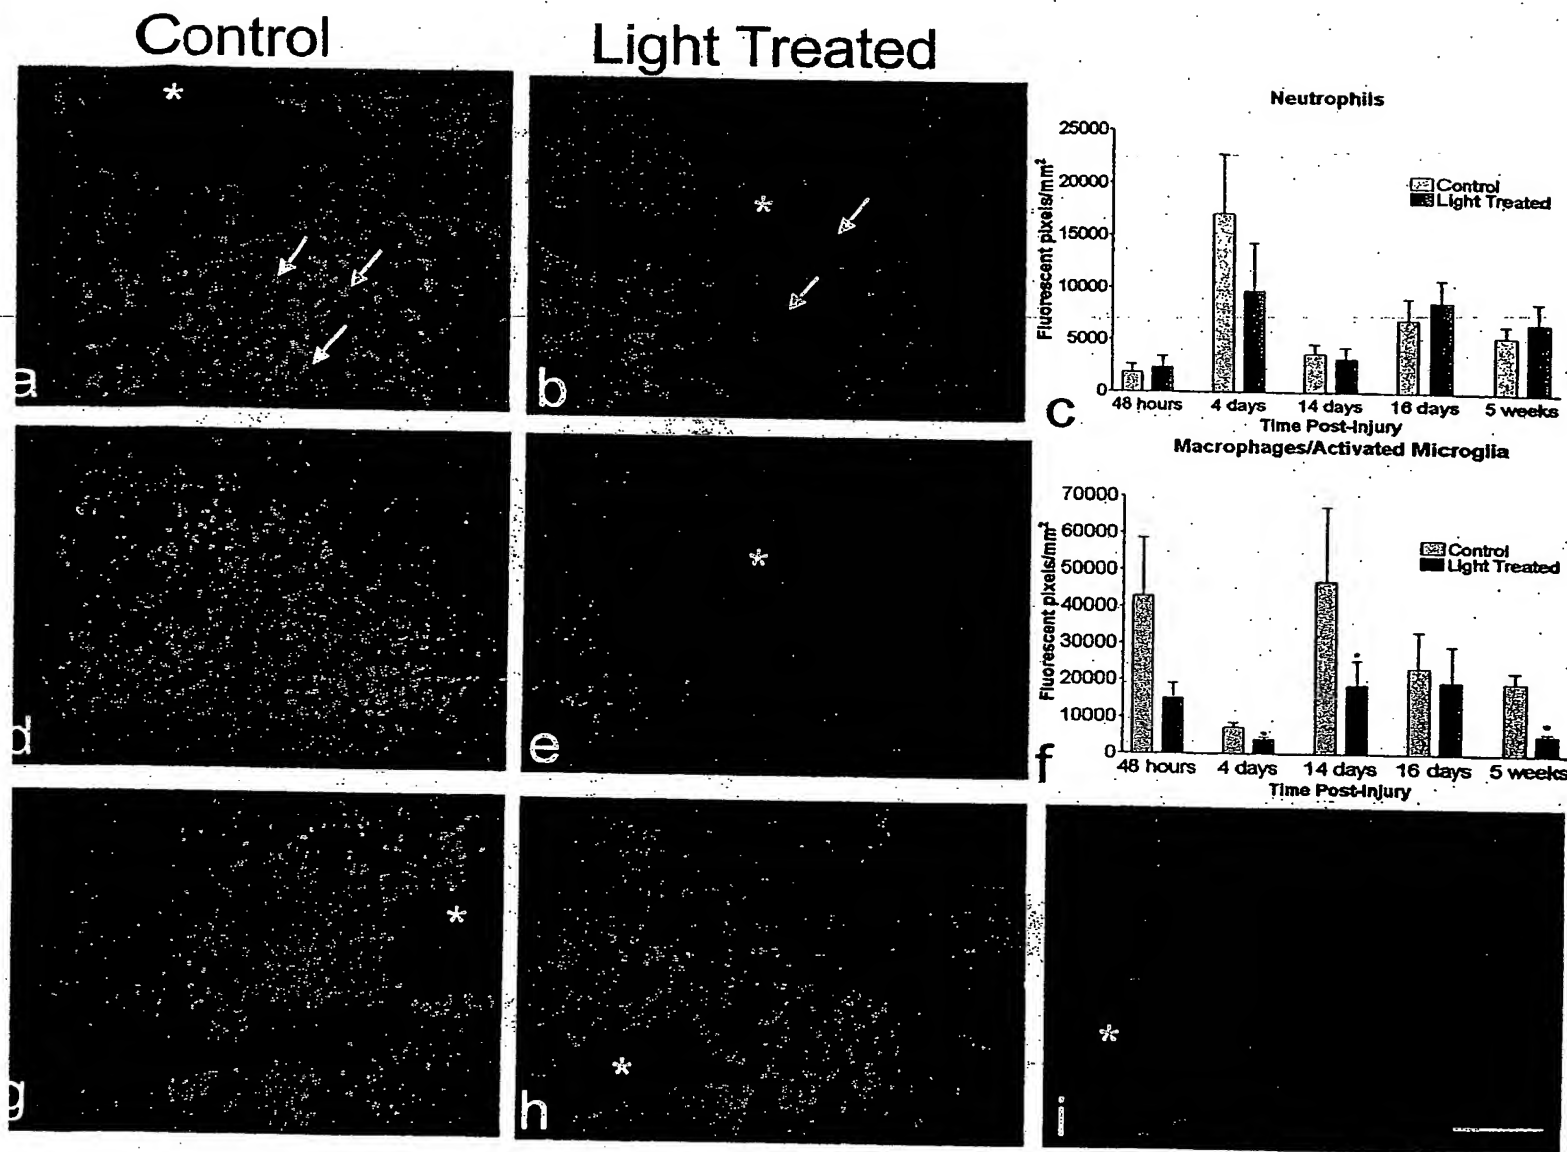 Control
Light Treated
*
*
a
b
Neutrophils
25000
20000
15000
10000
5000
0
Fluorescent pixels/mm²
Control
Light Treated
48 hours 4 days 14 days 16 days 5 weeks
Time Post-Injury
c
d
*
e
Macrophages/Activated Microglia
70000
60000
50000
40000
30000
20000
10000
0
Fluorescent pixels/mm²
Control
Light Treated
*
*
*
48 hours 4 days 14 days 16 days 5 weeks
Time Post-Injury
f
*
g
*
h
*
i